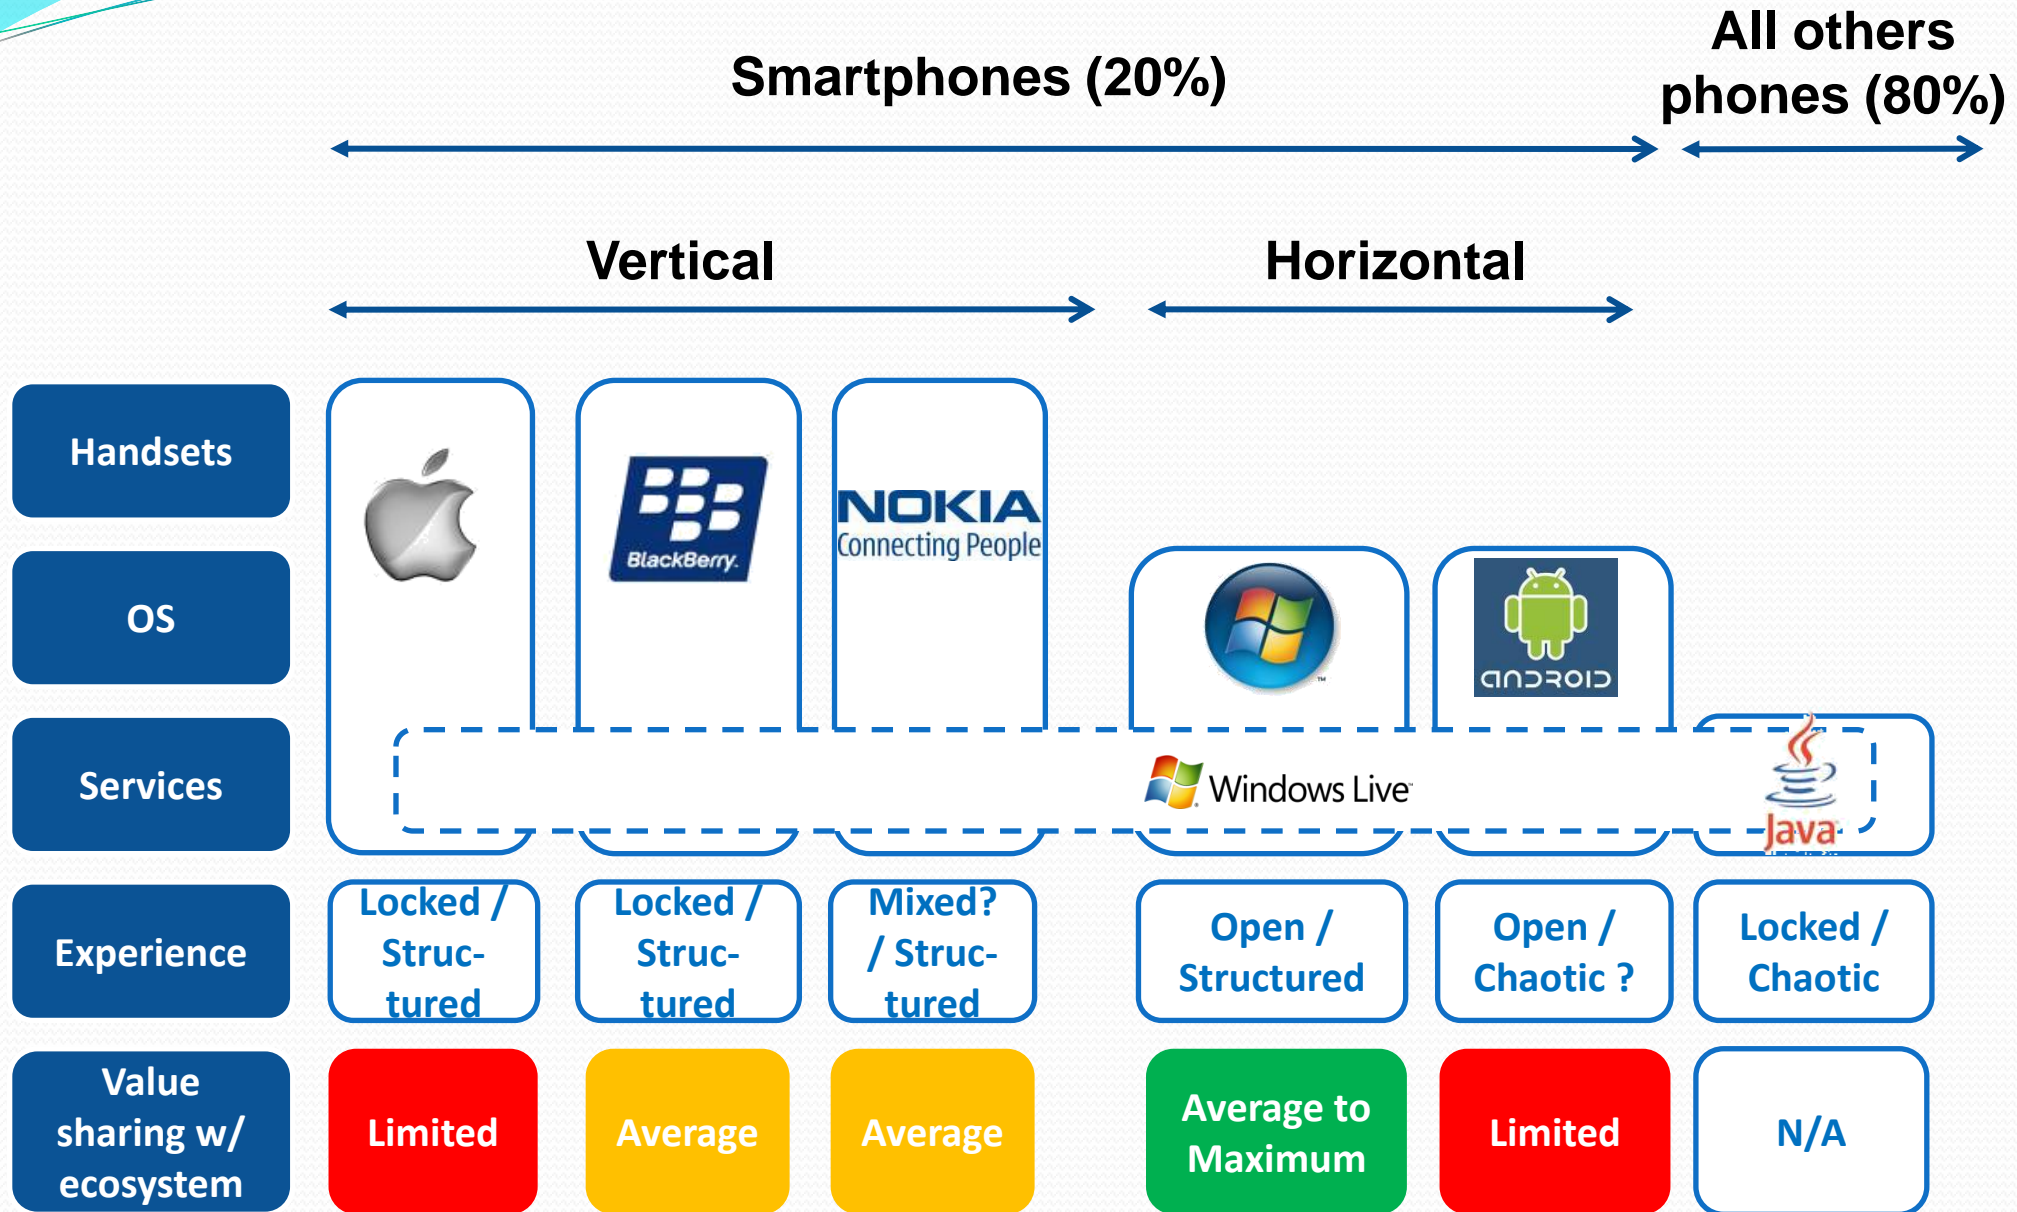 All others
phones (80%)
Smartphones (20%)
Vertical
Horizontal
Handsets
BlackBerry.
NOKIA
Connecting People
OS
TM
ANDROID
Services
Windows Live
Java
Experience
Locked /
Struc-
tured
Locked /
Struc-
tured
Mixed?
/ Struc-
tured
Open /
Structured
Open /
Chaotic ?
Locked /
Chaotic
Value
sharing w/
ecosystem
Limited
Average
Average
Average to
Maximum
Limited
N/A